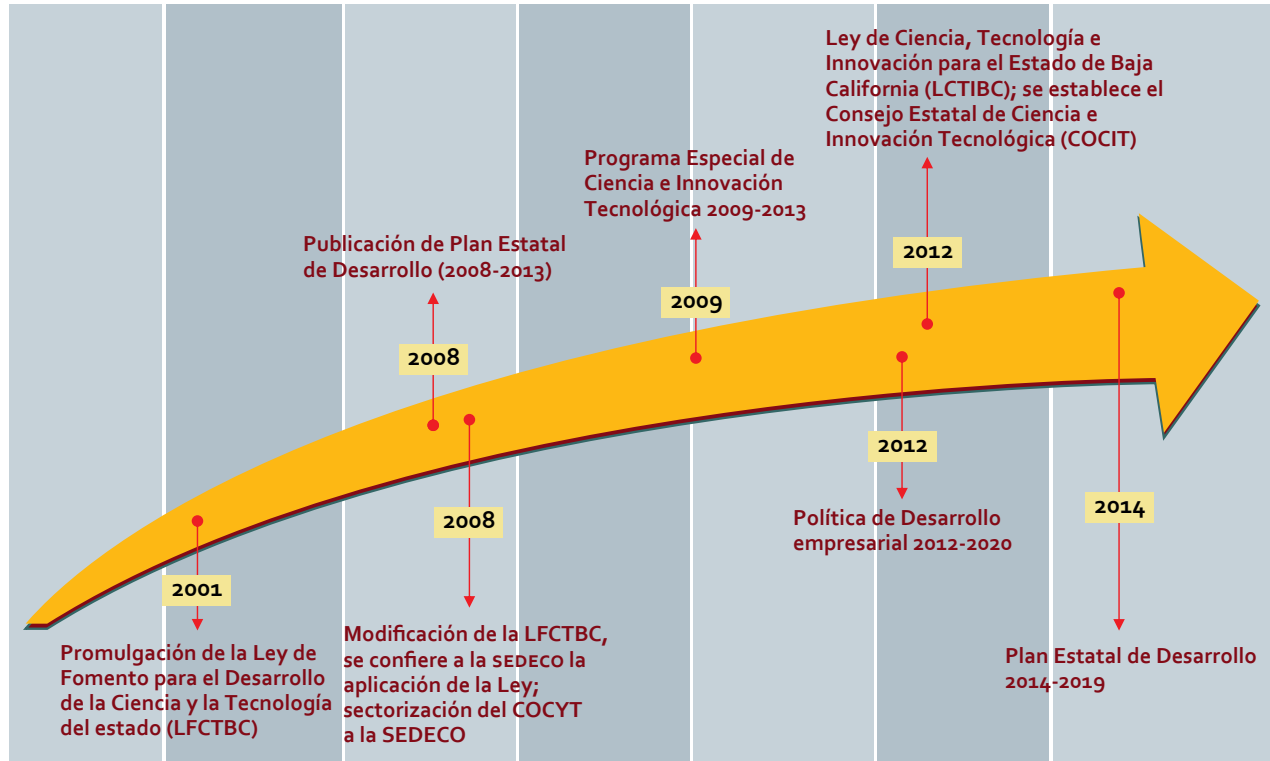 2001
Promulgación de la Ley de
Fomento para el Desarrollo
de la Ciencia y la Tecnología
del estado (LFCTBC)
Publicación de Plan Estatal
de Desarrollo (2008-2013)
2008
2008
Modificación de la LFCTBC,
se confiere a la SEDECO la
aplicación de la Ley;
sectorización del COCYT
a la SEDECO
Programa Especial de
Ciencia e Innovación
Tecnológica 2009-2013
2009
Ley de Ciencia, Tecnología e
Innovación para el Estado de Baja
California (LCTIBC); se establece el
Consejo Estatal de Ciencia e
Innovación Tecnológica (COCIT)
2012
2012
Política de Desarrollo
empresarial 2012-2020
2014
Plan Estatal de Desarrollo
2014-2019